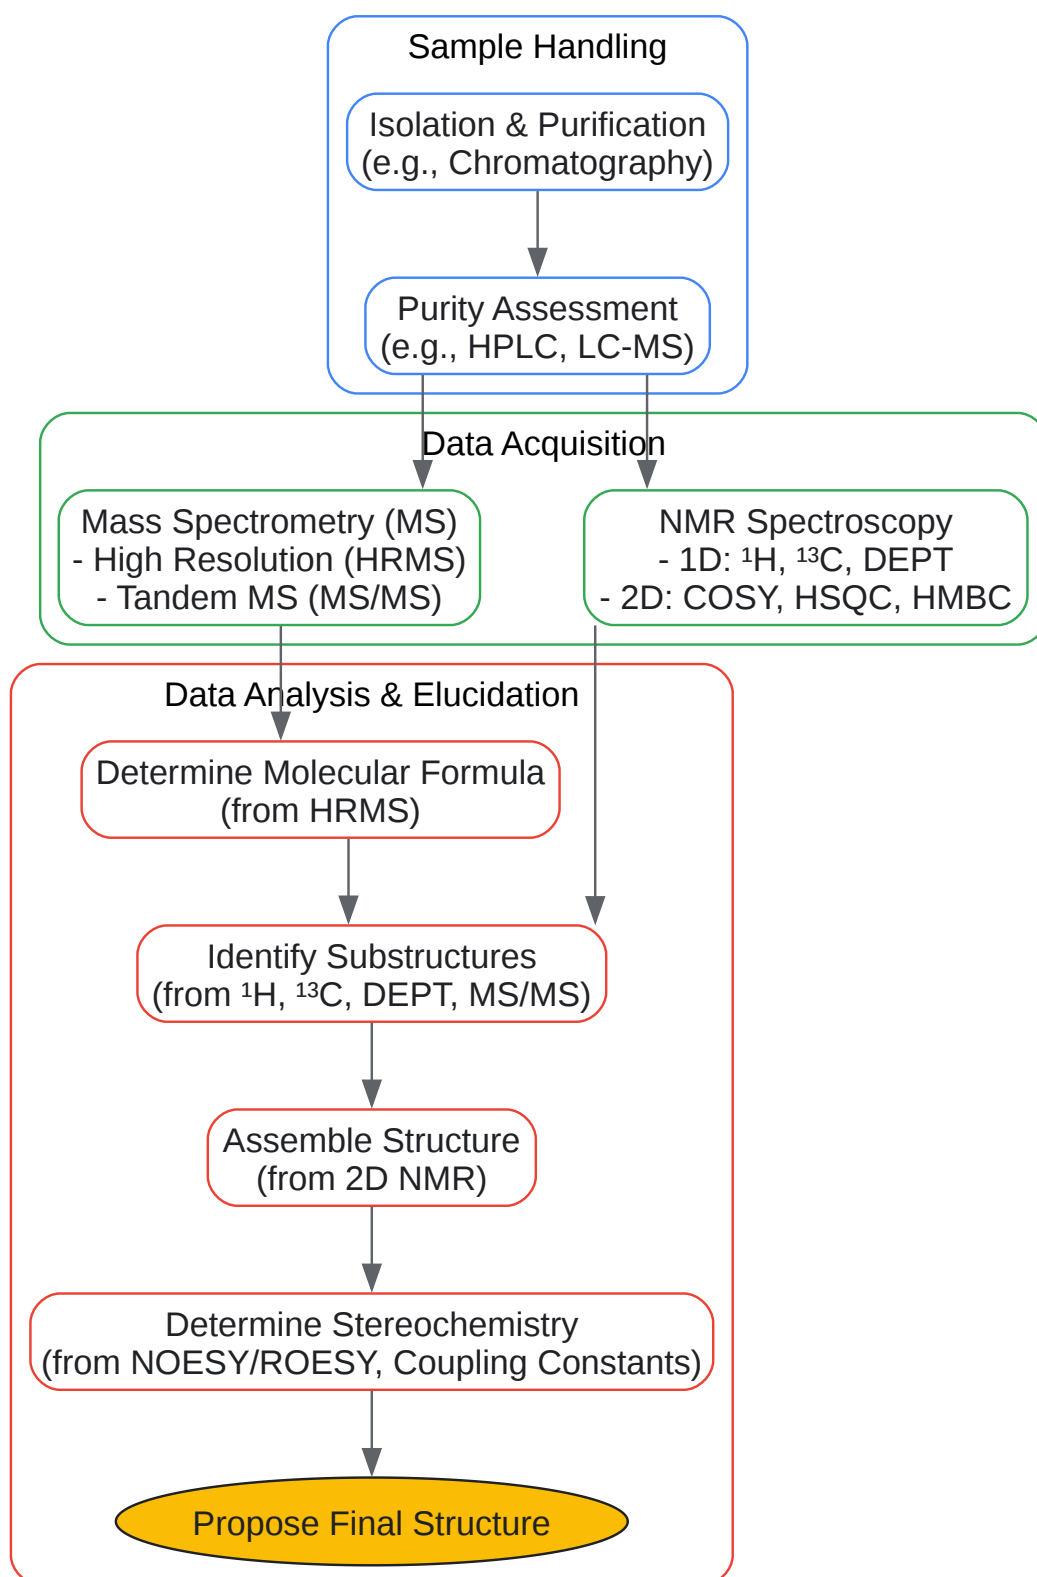 Sample Handling
Isolation & Purification
(e.g., Chromatography)
Purity Assessment
(e.g., HPLC, LC-MS)
Data Acquisition
Mass Spectrometry (MS)
- High Resolution (HRMS)
- Tandem MS (MS/MS)
NMR Spectroscopy
- 1D: ¹H, ¹³C, DEPT
- 2D: COSY, HSQC, HMBC
Data Analysis & Elucidation
Determine Molecular Formula
(from HRMS)
Identify Substructures
(from ¹H, ¹³C, DEPT, MS/MS)
Assemble Structure
(from 2D NMR)
Determine Stereochemistry
(from NOESY/ROESY, Coupling Constants)
Propose Final Structure